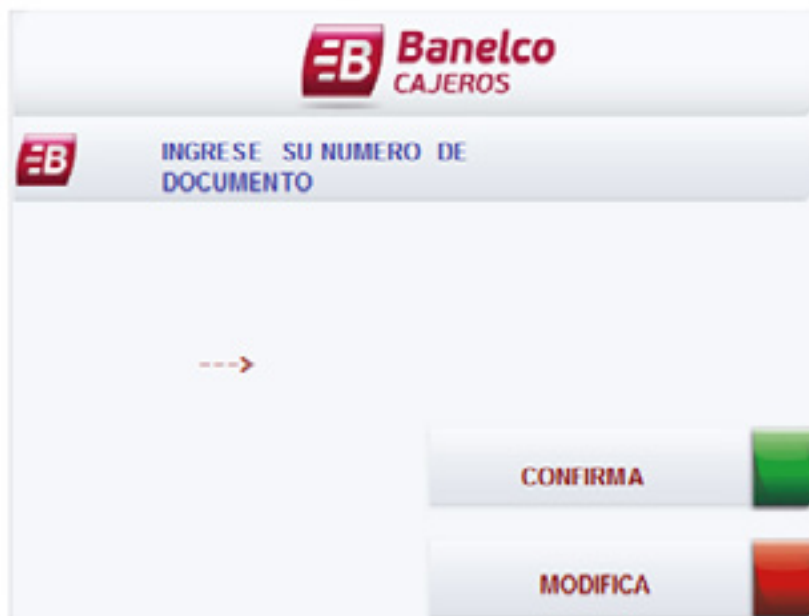 Banelco
CAJEROS
INGRESE SU NUMERO DE
DOCUMENTO
--->
CONFIRMA
MODIFICA